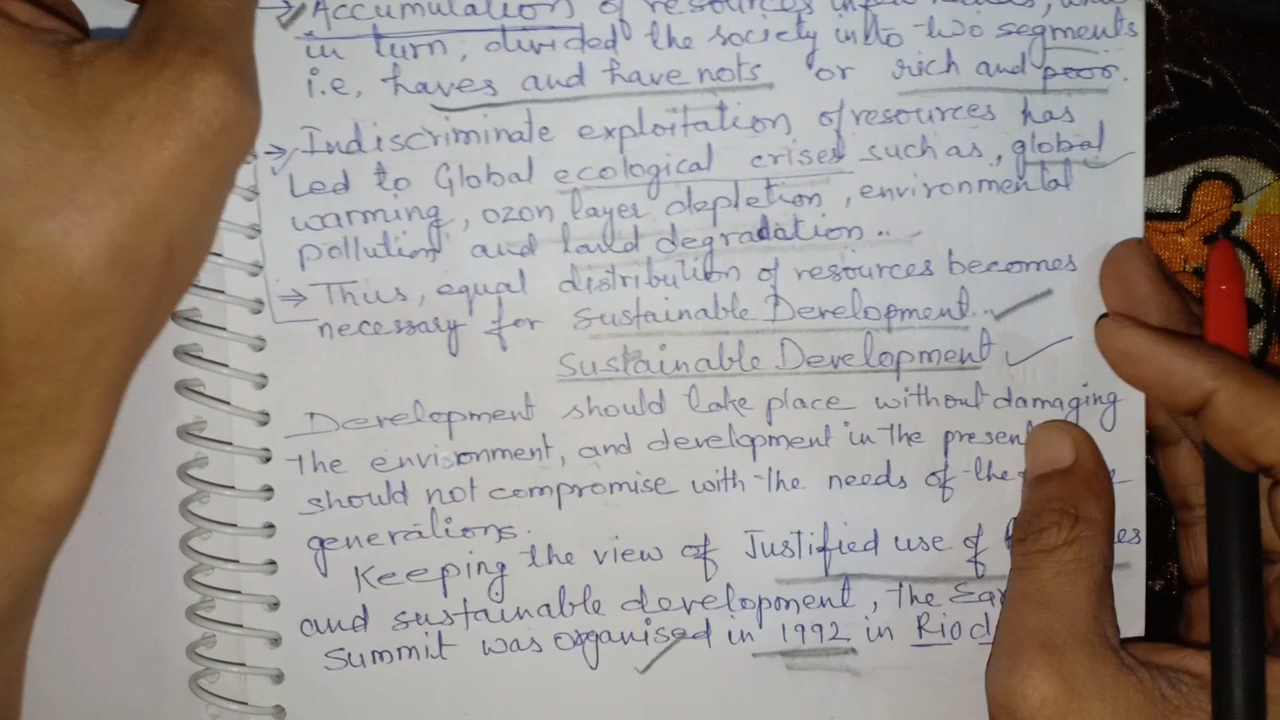 → Accumulation of resources in
in turn, divided the society into two segments
i.e, haves and have nots or rich and poor.
→ Indiscriminate exploitation of resources has
Led to Global ecological crises such as, global
warming, ozon layer depletion, environmental
pollution and land degradation..
⇒ Thus, equal distribution of resources becomes
necessary for sustainable Development..
Sustainable Development
Development should take place without damaging
the environment, and development in the present
should not compromise with the needs of the
generations.
Keeping the view of Justified use of
and sustainable development, the
Summit was organised in 1992 in Rio d